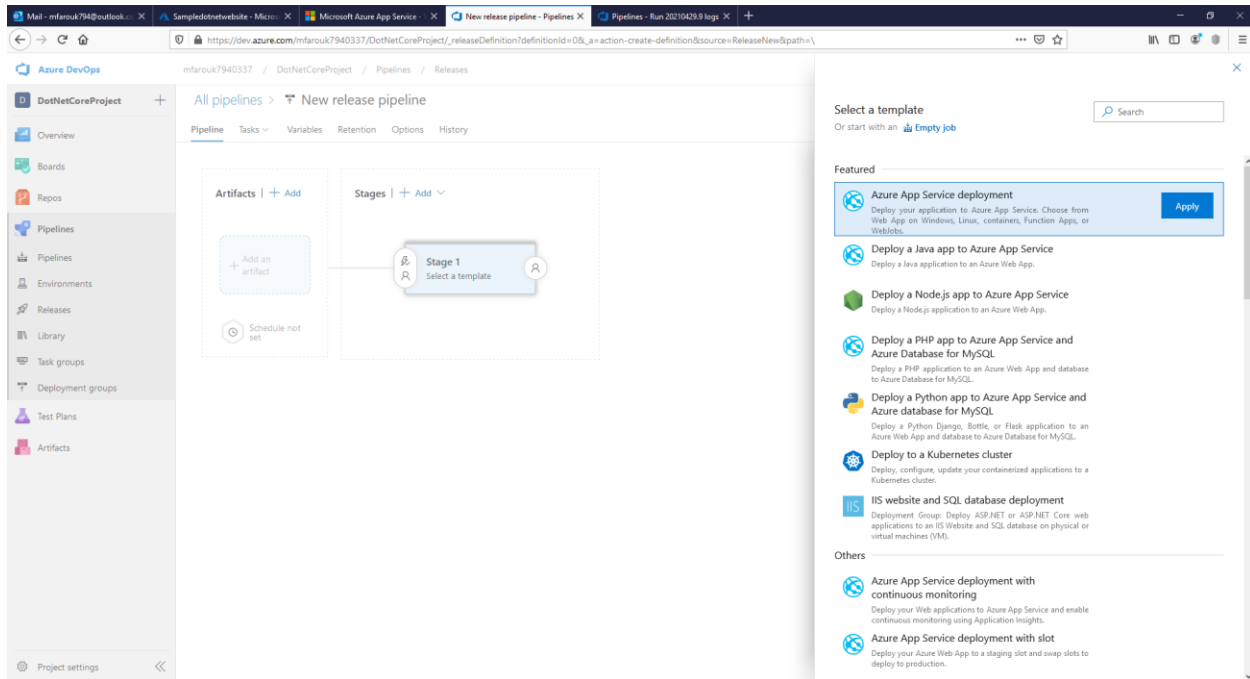 Mail - mfarouk794@outlook.co
Sampledotnetwebsite - Micros
Microsoft Azure App Service -
New release pipeline - Pipelines
Pipelines - Run 20210429.9 logs
https://dev.azure.com/mfarouk7940337/DotNetCoreProject/_releaseDefinition?definitionId=0&_a=action-create-definition&source=ReleaseNew&path=\
Azure DevOps
mfarouk7940337 / DotNetCoreProject / Pipelines / Releases
D DotNetCoreProject
Overview
Boards
Repos
Pipelines
Pipelines
Environments
Releases
Library
Task groups
Deployment groups
Test Plans
Artifacts
Project settings
All pipelines > New release pipeline
Pipeline Tasks Variables Retention Options History
Artifacts | + Add
Stages | + Add
+ Add an
artifact
Schedule not
set
Stage 1
Select a template
Select a template
Or start with an Empty job
Search
Featured
Azure App Service deployment
Deploy your application to Azure App Service. Choose from
Web App on Windows, Linux, containers, Function Apps, or
WebJobs.
Apply
Deploy a Java app to Azure App Service
Deploy a Java application to an Azure Web App.
Deploy a Node.js app to Azure App Service
Deploy a Node.js application to an Azure Web App.
Deploy a PHP app to Azure App Service and
Azure Database for MySQL
Deploy a PHP application to an Azure Web App and database
to Azure Database for MySQL.
Deploy a Python app to Azure App Service and
Azure database for MySQL
Deploy a Python Django, Bottle, or Flask application to an
Azure Web App and database to Azure Database for MySQL.
Deploy to a Kubernetes cluster
Deploy, configure, update your containerized applications to a
Kubernetes cluster.
IIS
IIS website and SQL database deployment
Deployment Group: Deploy ASP.NET or ASP.NET Core web
applications to an IIS Website and SQL database on physical or
virtual machines (VM).
Others
Azure App Service deployment with
continuous monitoring
Deploy your Web applications to Azure App Service and enable
continuous monitoring using Application Insights.
Azure App Service deployment with slot
Deploy your Azure Web App to a staging slot and swap slots to
deploy to production.